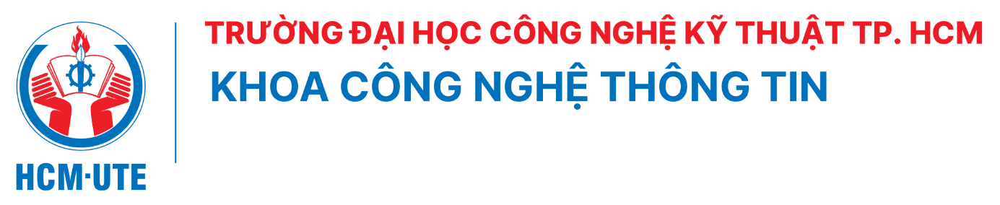 TRƯỜNG ĐẠI HỌC CÔNG NGHỆ KỸ THUẬT TP. HCM
KHOA CÔNG NGHỆ THÔNG TIN
HCM-UTE